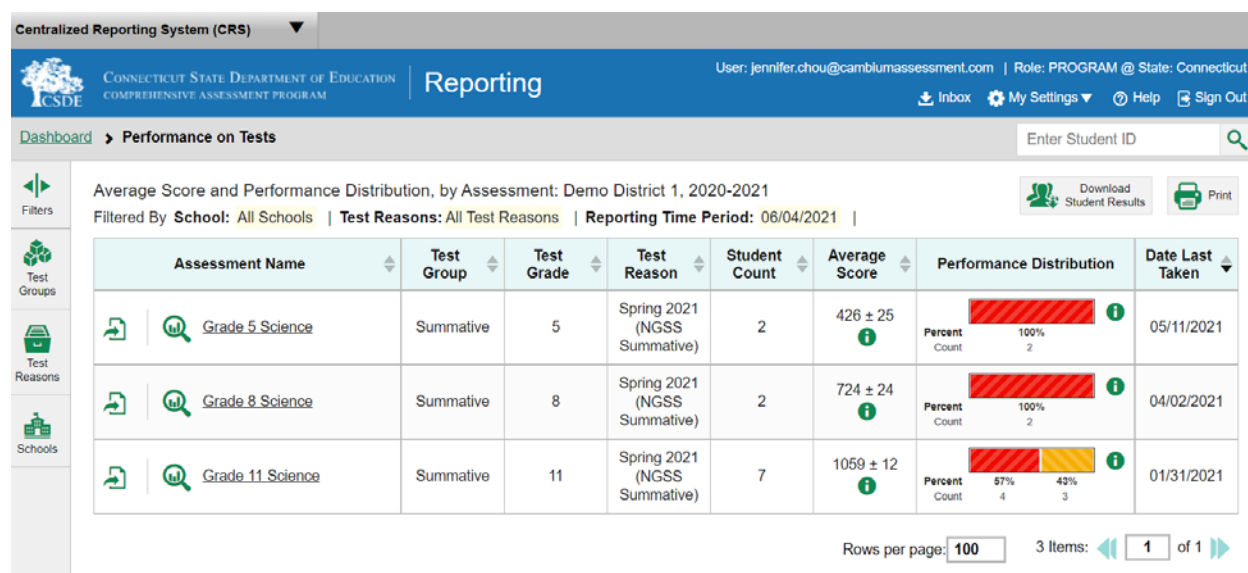 Centralized Reporting System (CRS)
CSDE
CONNECTICUT STATE DEPARTMENT OF EDUCATION
COMPREHENSIVE ASSESSMENT PROGRAM
Reporting
User: jennifer.chou@cambiumassessment.com | Role: PROGRAM @ State: Connecticut
Inbox My Settings Help Sign Out
Dashboard > Performance on Tests
Enter Student ID
Filters
Test Groups
Test Reasons
Schools
Average Score and Performance Distribution, by Assessment: Demo District 1, 2020-2021
Filtered By School: All Schools | Test Reasons: All Test Reasons | Reporting Time Period: 06/04/2021 |
Download Student Results
Print
Assessment Name Test Group Test Grade Test Reason Student Count Average Score Performance Distribution Date Last Taken
Grade 5 Science Summative 5 Spring 2021 (NGSS Summative) 2 426 ± 25 Percent 100% Count 2 05/11/2021
Grade 8 Science Summative 8 Spring 2021 (NGSS Summative) 2 724 ± 24 Percent 100% Count 2 04/02/2021
Grade 11 Science Summative 11 Spring 2021 (NGSS Summative) 7 1059 ± 12 Percent 57% 43% Count 4 3 01/31/2021
Rows per page: 100 3 Items: 1 of 1